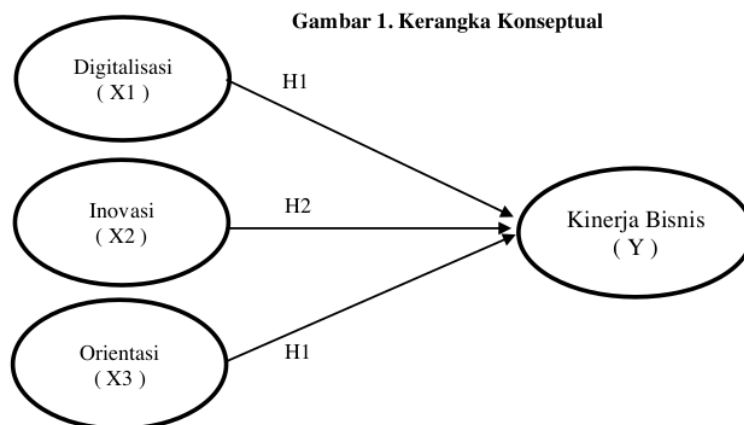 Gambar 1. Kerangka Konseptual
Digitalisasi
( X1 )
H1
Inovasi
( X2 )
H2
Kinerja Bisnis
( Y )
Orientasi
( X3 )
H1